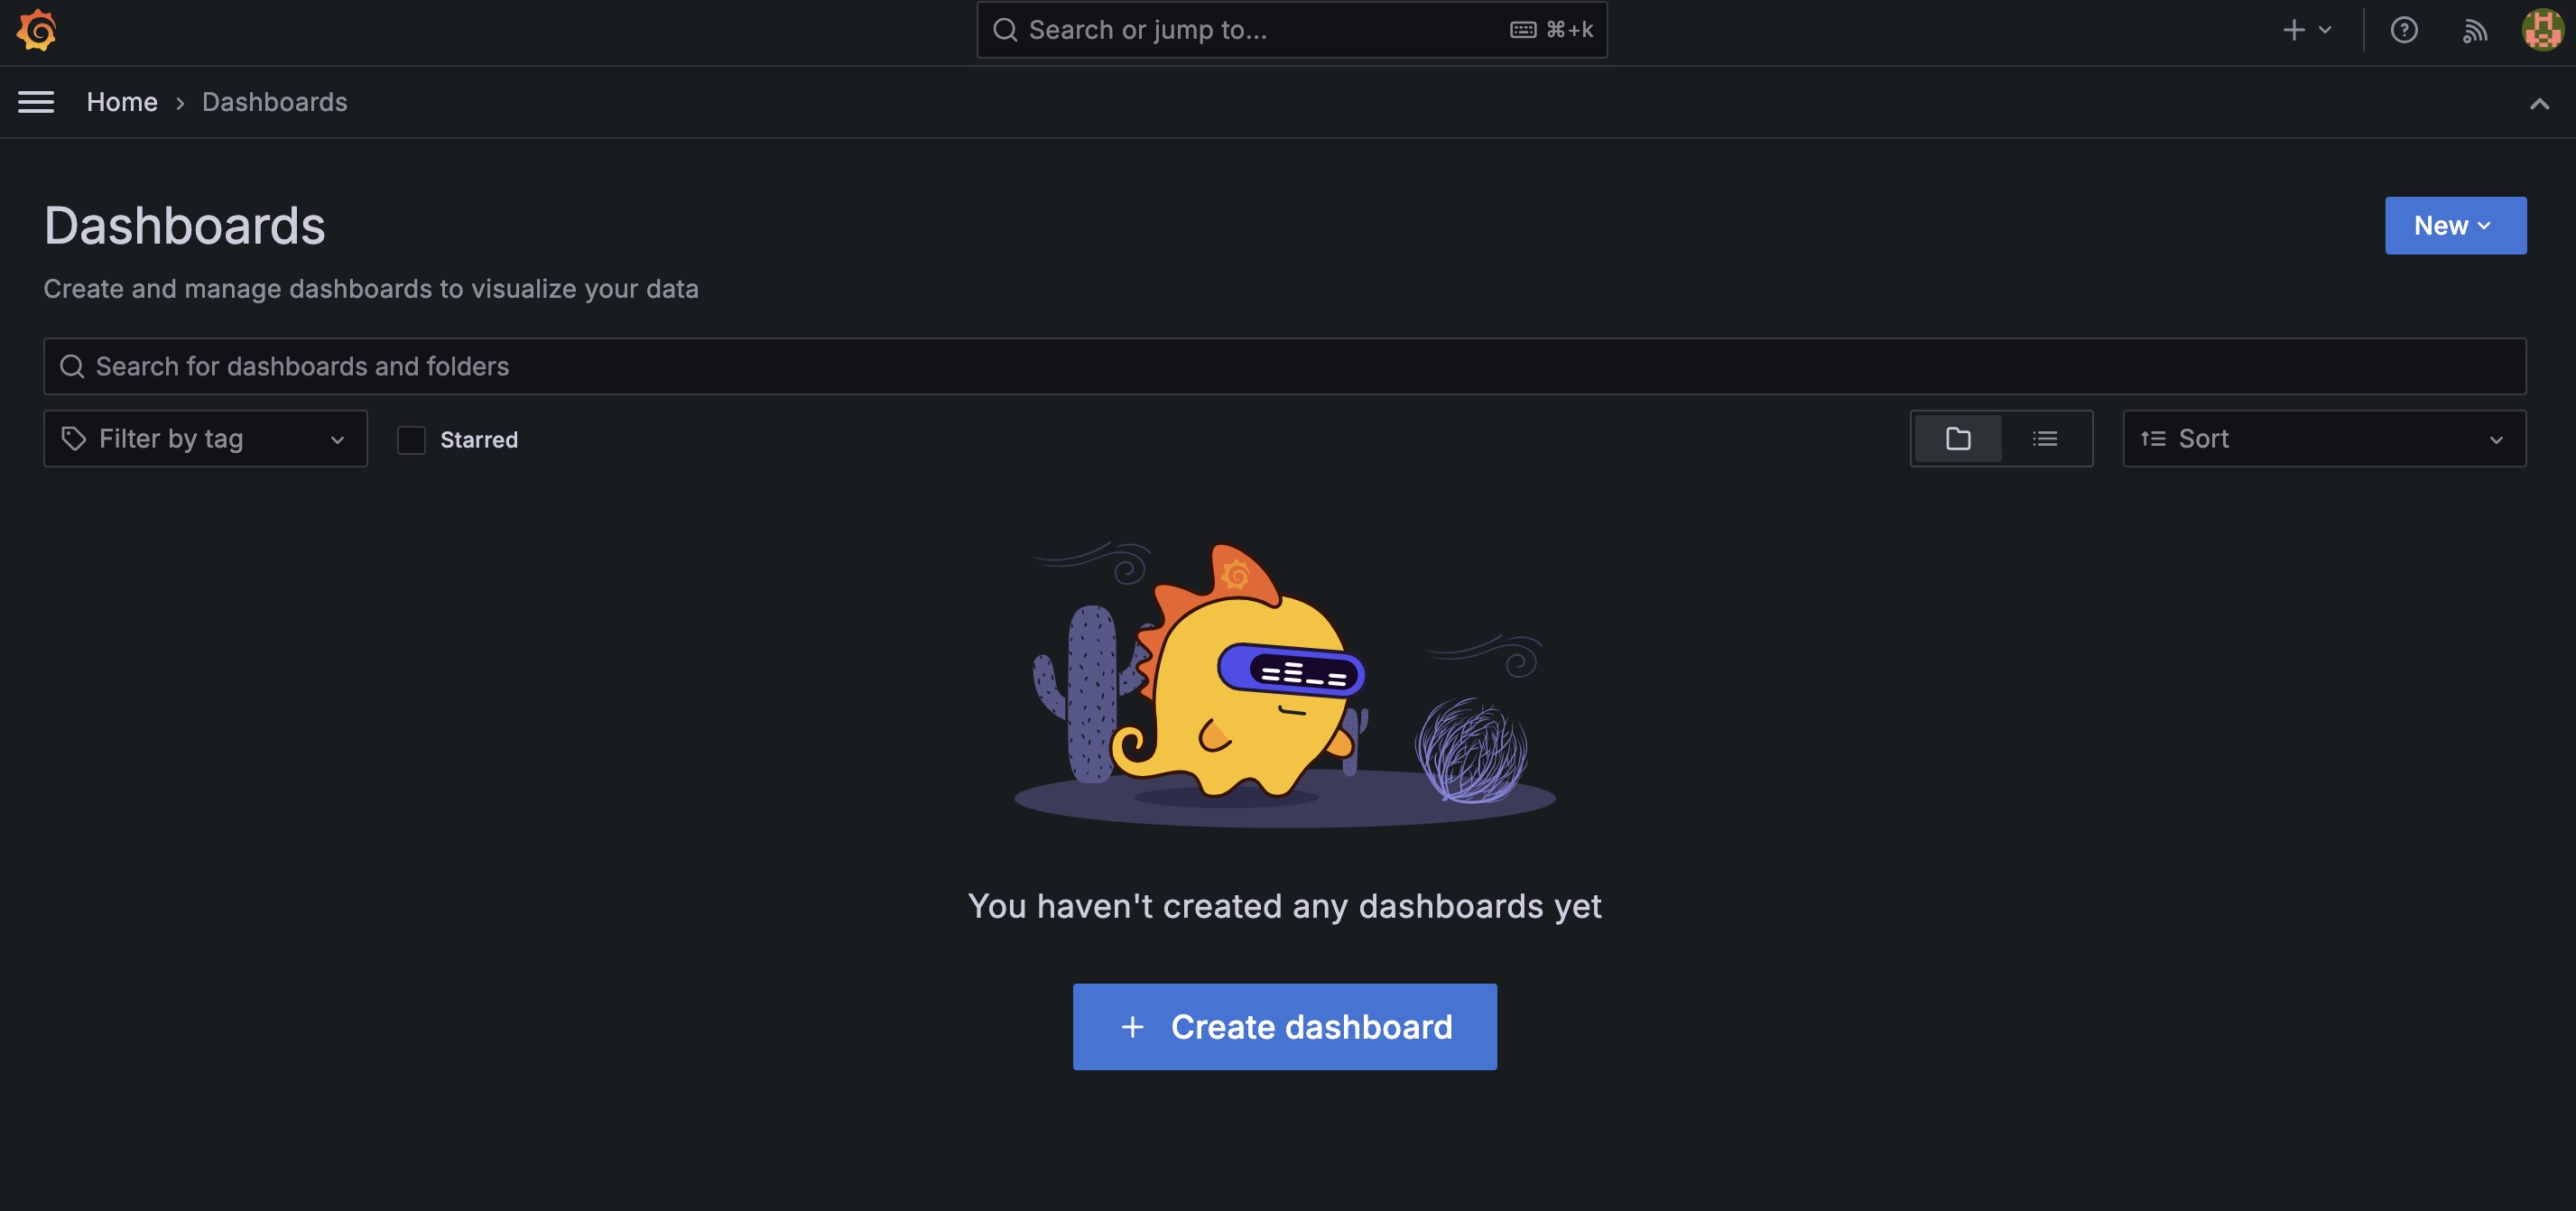 Search or jump to...
⌘+k
Home › Dashboards
Dashboards
New
Create and manage dashboards to visualize your data
Search for dashboards and folders
Filter by tag
Starred
Sort
You haven't created any dashboards yet
+ Create dashboard